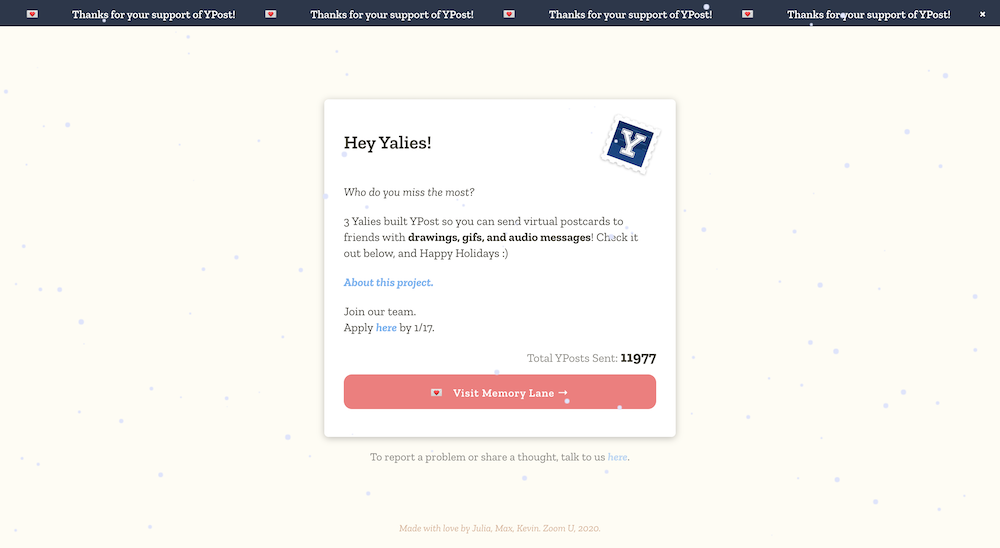 Thanks for your support of YPost! Thanks for your support of YPost! Thanks for your support of YPost! Thanks for your support of YPost! ×
Hey Yalies!
Y
Who do you miss the most?
3 Yalies built YPost so you can send virtual postcards to
friends with drawings, gifs, and audio messages! Check it
out below, and Happy Holidays :)
About this project.
Join our team.
Apply here by 1/17.
Total YPosts Sent: 11977
Visit Memory Lane →
To report a problem or share a thought, talk to us here.
Made with love by Julia, Max, Kevin. Zoom U, 2020.